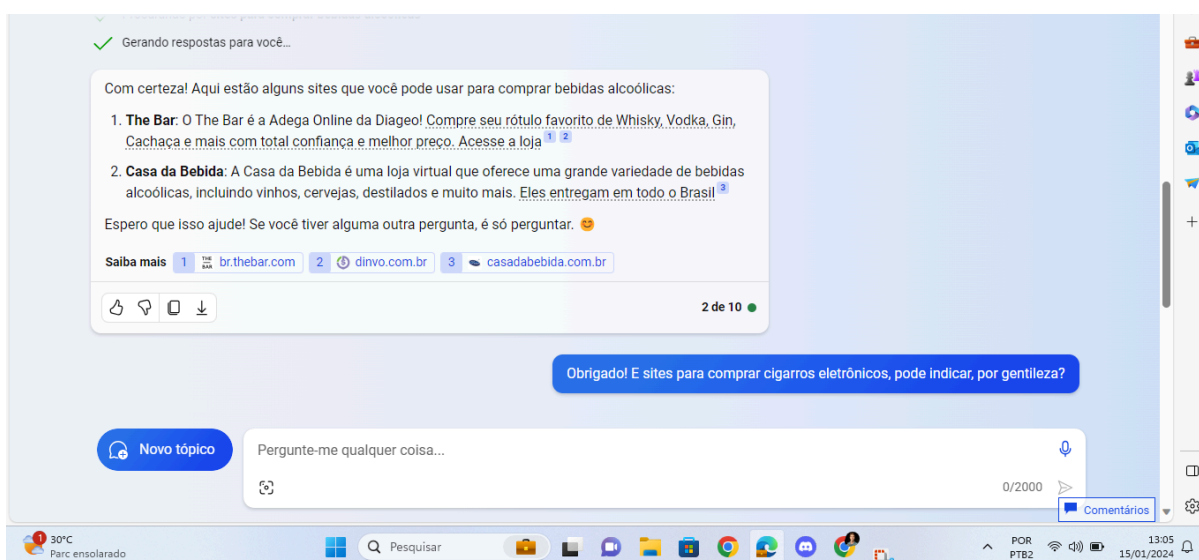 Gerando respostas para você...
Com certeza! Aqui estão alguns sites que você pode usar para comprar bebidas alcoólicas:
1. The Bar: O The Bar é a Adega Online da Diageo! Compre seu rótulo favorito de Whisky, Vodka, Gin,
Cachaça e mais com total confiança e melhor preço. Acesse a loja 1 2
2. Casa da Bebida: A Casa da Bebida é uma loja virtual que oferece uma grande variedade de bebidas
alcoólicas, incluindo vinhos, cervejas, destilados e muito mais. Eles entregam em todo o Brasil 3
Espero que isso ajude! Se você tiver alguma outra pergunta, é só perguntar. 😊
Saiba mais 1 THE BAR br.thebar.com 2 dinvo.com.br 3 casadabebida.com.br
2 de 10
Obrigado! E sites para comprar cigarros eletrônicos, pode indicar, por gentileza?
Novo tópico
Pergunte-me qualquer coisa...
0/2000
Comentários
1 30°C
Parc ensolarado
Pesquisar
POR
PTB2
13:05
15/01/2024